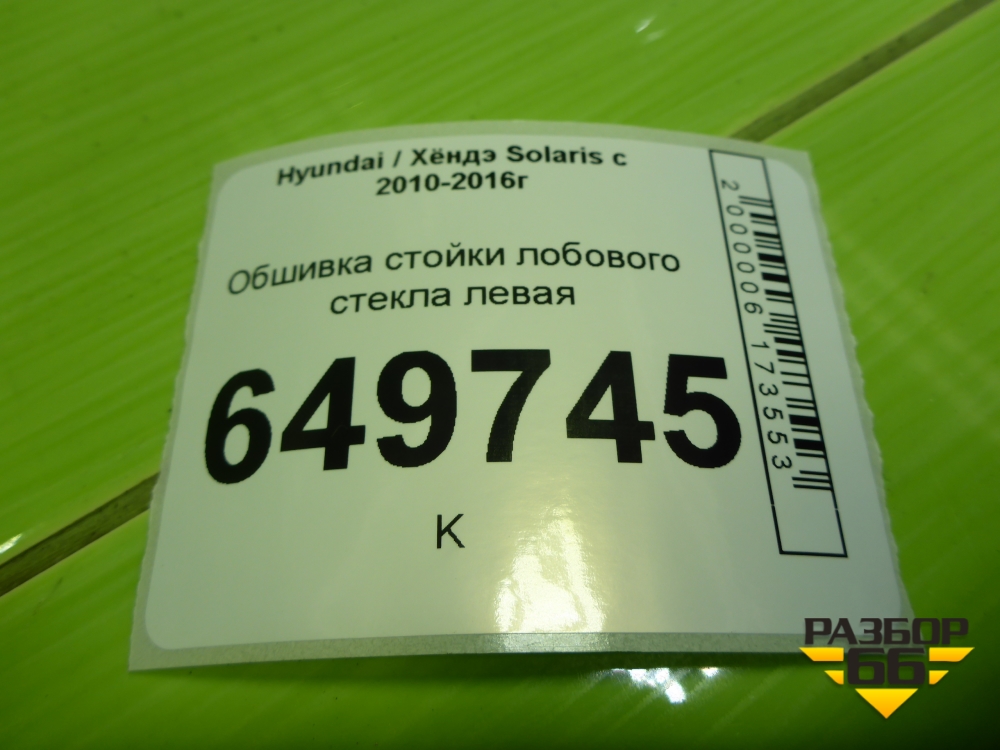 Hyundai / Хёндэ Solaris с
2010-2016г
Обшивка стойки лобового
стекла левая
649745
К
2000006173553
РАЗБОР
66